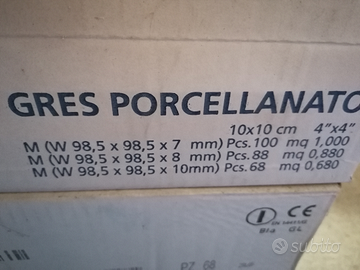 GRES PORCELLANATO
10x10 cm 4"x4"
M (W 98,5 x 98,5 x 7 mm) Pcs.100 mq 1,000
M (W 98,5 x 98,5 x 8 mm) Pcs.88 mq 0,880
M (W 98,5 x 98,5 x 10mm) Pcs.68 mq 0,680
CE
BIa GL
subito